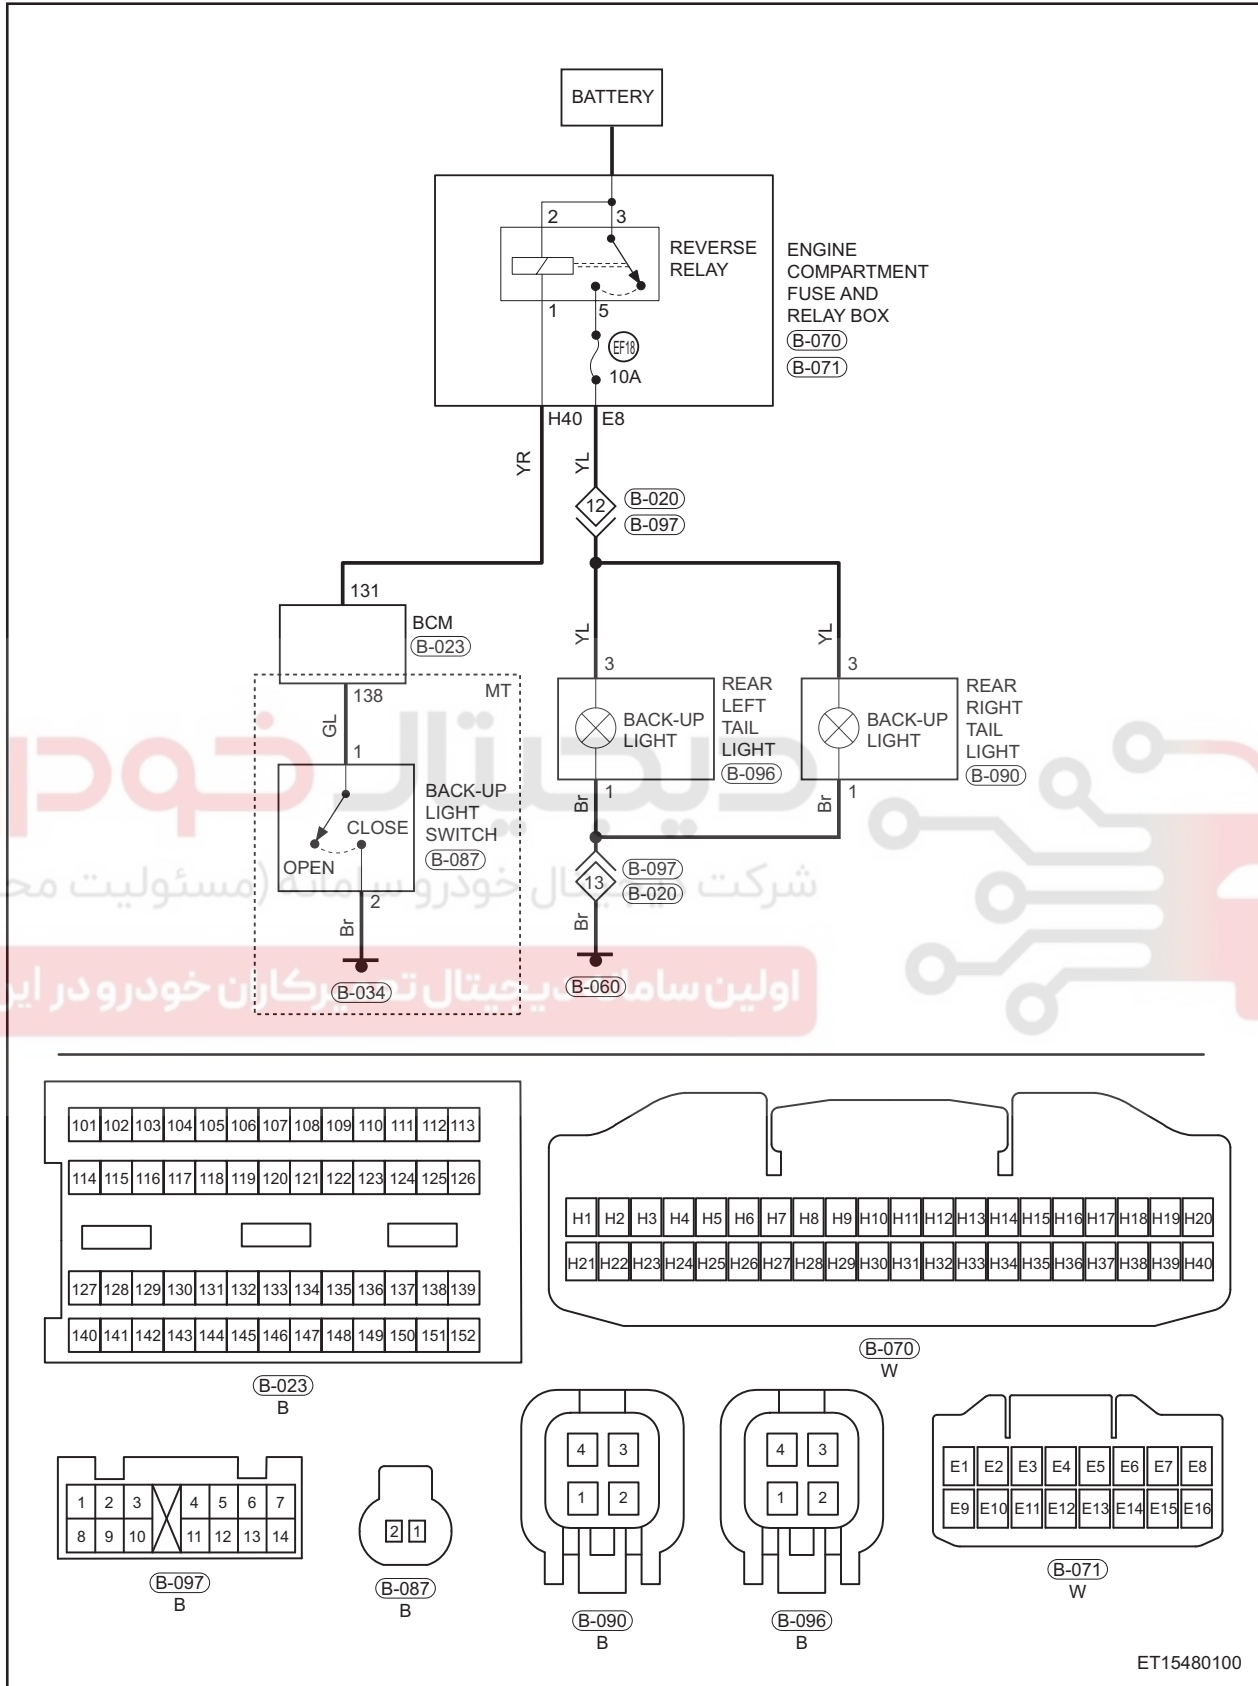 BATTERY
2
3
REVERSE
RELAY
1
5
EF18
10A
ENGINE
COMPARTMENT
FUSE AND
RELAY BOX
B-070
B-071
H40
E8
YR
YL
12
B-020
B-097
131
BCM
B-023
YL
YL
138
MT
GL
3
BACK-UP
LIGHT
REAR
LEFT
TAIL
LIGHT
B-096
3
BACK-UP
LIGHT
REAR
RIGHT
TAIL
LIGHT
B-090
1
CLOSE
OPEN
BACK-UP
LIGHT
SWITCH
B-087
2
Br
B-034
Br
1
Br
1
13
B-097
B-020
Br
B-060
دیجیتال خودرو
شرکت دیجیتال خودرو سامانه (مسئولیت
اولین سامانه دیجیتال تعمیرکاران خودرو در
101 102 103 104 105 106 107 108 109 110 111 112 113
114 115 116 117 118 119 120 121 122 123 124 125 126
127 128 129 130 131 132 133 134 135 136 137 138 139
140 141 142 143 144 145 146 147 148 149 150 151 152
B-023
B
H1 H2 H3 H4 H5 H6 H7 H8 H9 H10 H11 H12 H13 H14 H15 H16 H17 H18 H19 H20
H21 H22 H23 H24 H25 H26 H27 H28 H29 H30 H31 H32 H33 H34 H35 H36 H37 H38 H39 H40
B-070
W
1 2 3 4 5 6 7
8 9 10 11 12 13 14
B-097
B
2 1
B-087
B
4 3
1 2
B-090
B
4 3
1 2
B-096
B
E1 E2 E3 E4 E5 E6 E7 E8
E9 E10 E11 E12 E13 E14 E15 E16
B-071
W
ET15480100